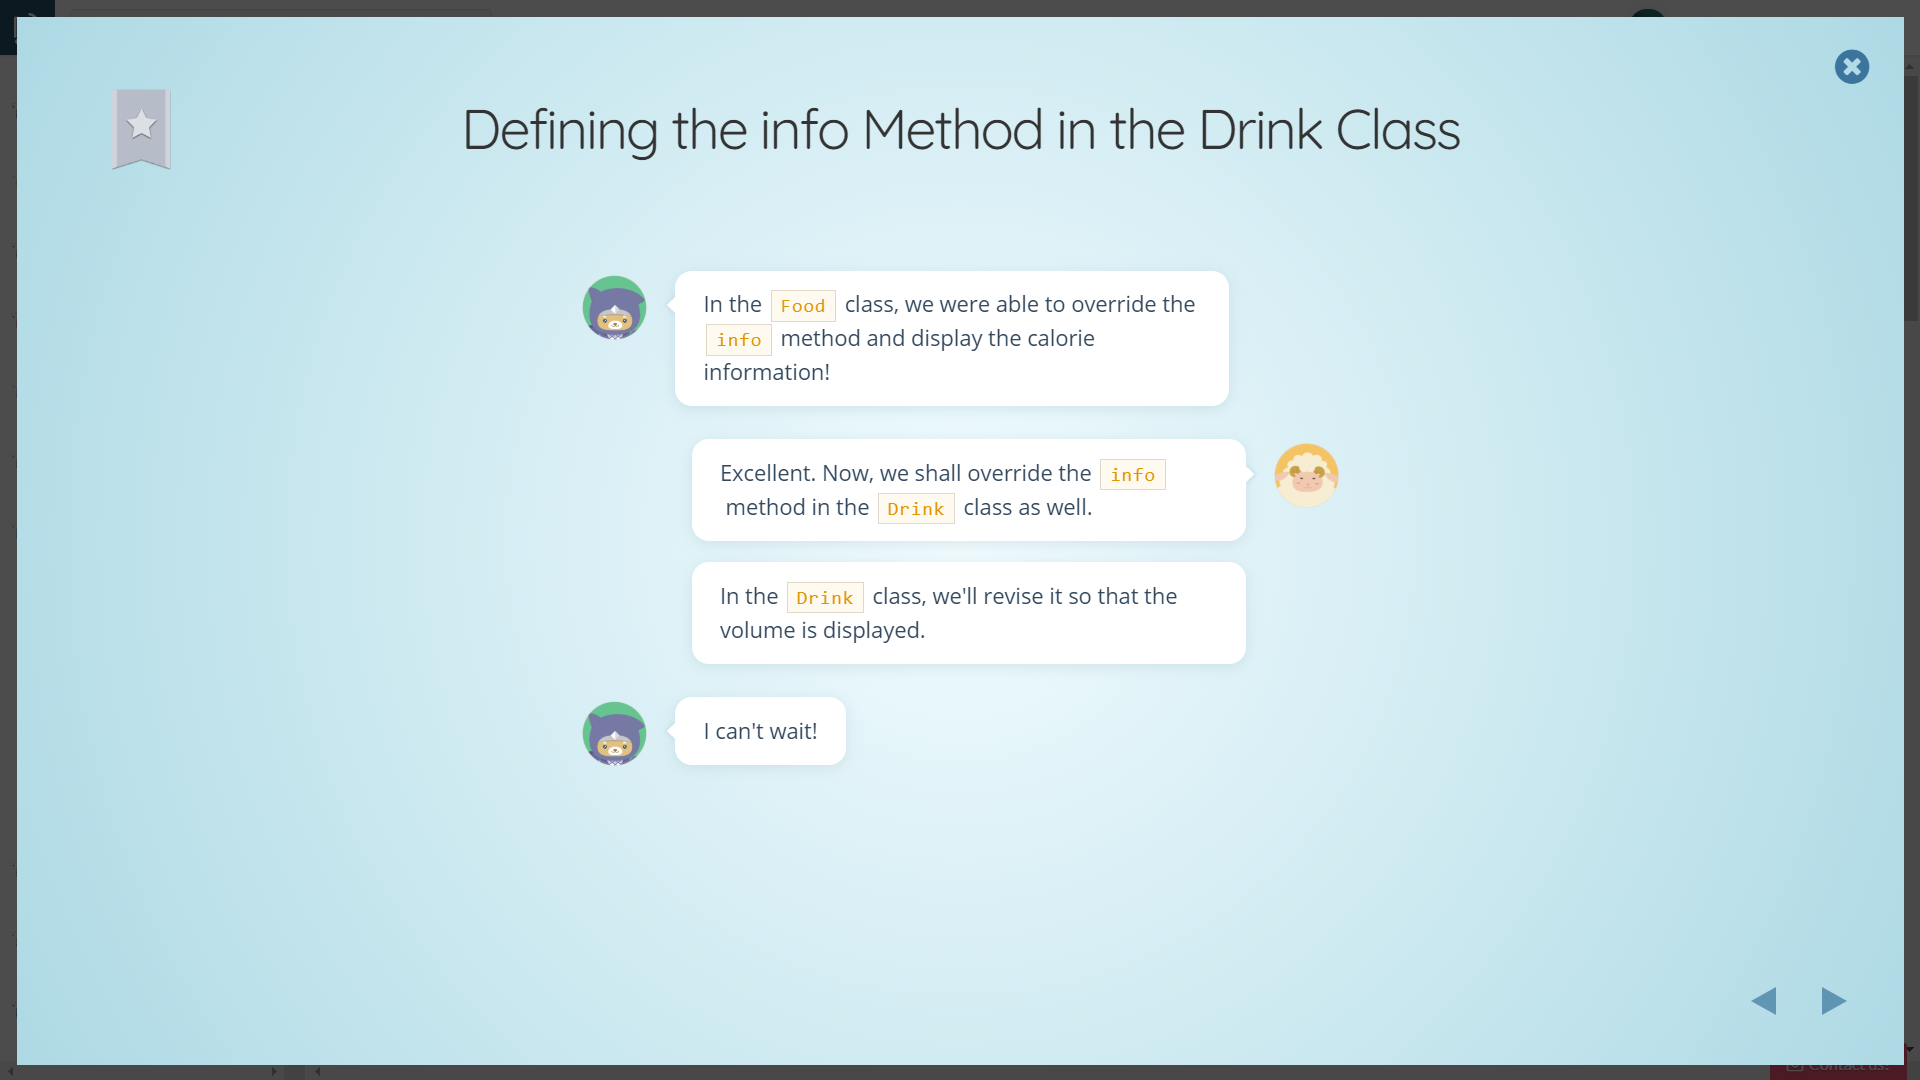 Defining the info Method in the Drink Class
In the Food class, we were able to override the
info method and display the calorie
information!
Excellent. Now, we shall override the info
method in the Drink class as well.
In the Drink class, we'll revise it so that the
volume is displayed.
I can't wait!
Contact us!